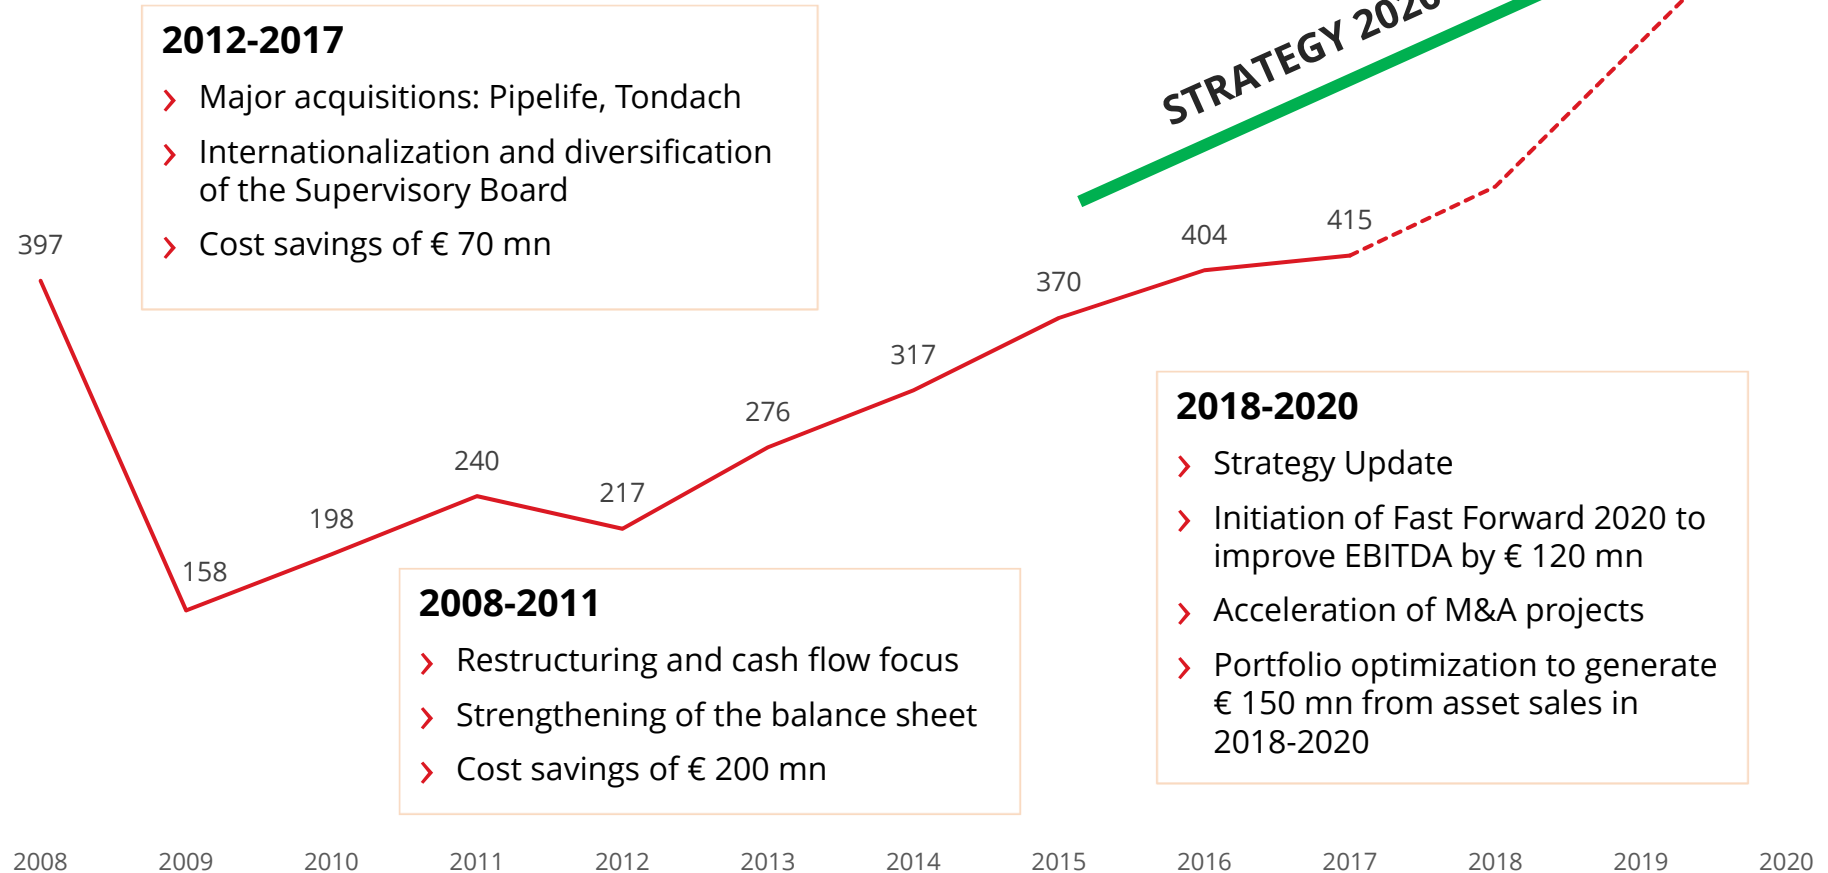 2012-2017
Major acquisitions: Pipelife, Tondach
Internationalization and diversification
of the Supervisory Board
Cost savings of € 70 mn
STRATEGY 2020
397
158
198
240
217
276
317
370
404
415
2008-2011
Restructuring and cash flow focus
Strengthening of the balance sheet
Cost savings of € 200 mn
2018-2020
Strategy Update
Initiation of Fast Forward 2020 to
improve EBITDA by € 120 mn
Acceleration of M&A projects
Portfolio optimization to generate
€ 150 mn from asset sales in
2018-2020
2008 2009 2010 2011 2012 2013 2014 2015 2016 2017 2018 2019 2020